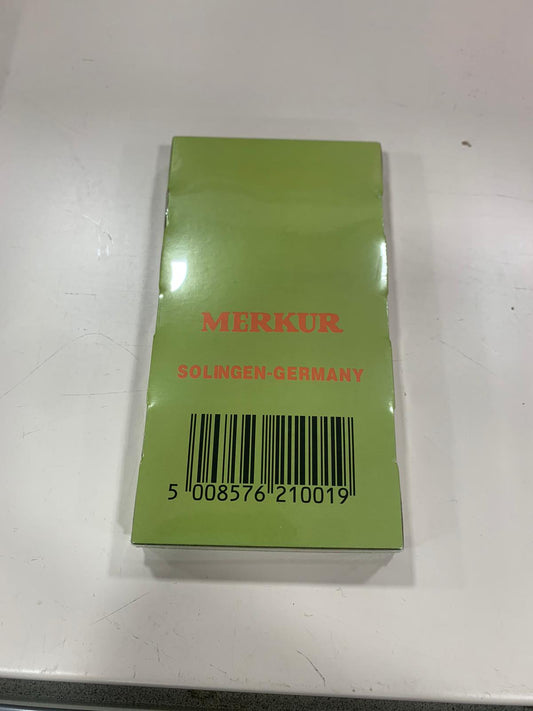 MERKUR
SOLINGEN-GERMANY
5 008576 210019